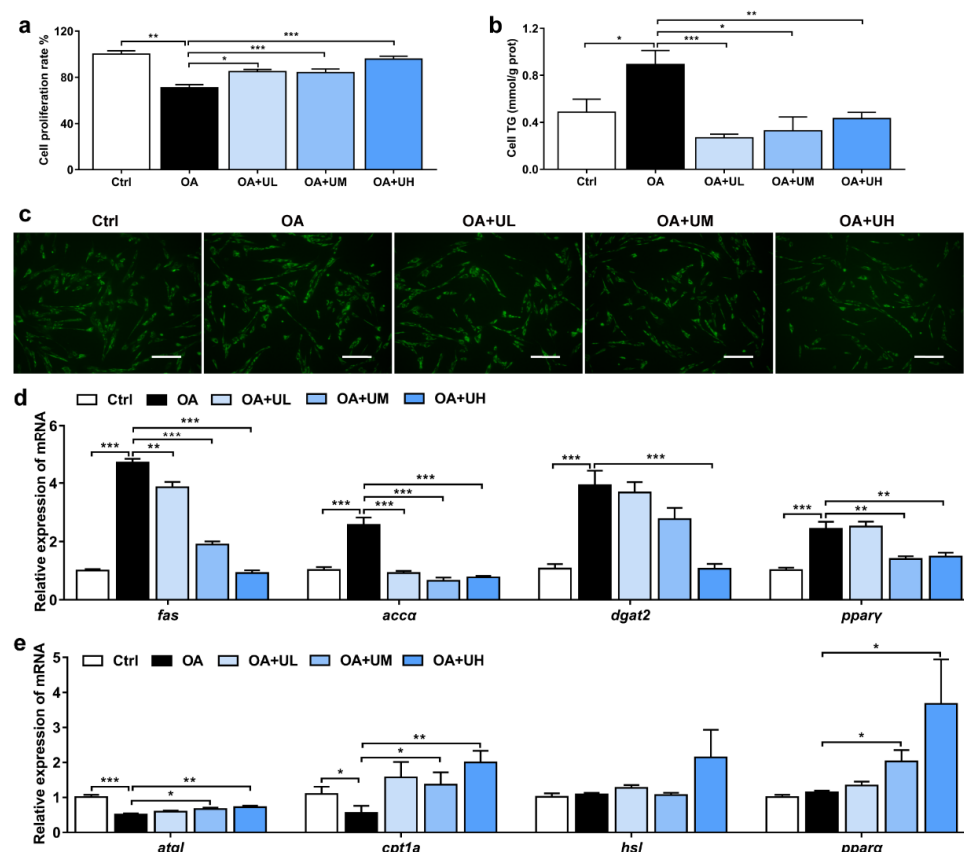 a
Cell proliferation rate %
120
80
40
0
**
***
***
*
Ctrl OA OA+UL OA+UM OA+UH
b
Cell TG (mmol/g prot)
1.2
0.8
0.4
0.0
**
*
* ***
Ctrl OA OA+UL OA+UM OA+UH
c
Ctrl OA OA+UL OA+UM OA+UH
d
Ctrl OA OA+UL OA+UM OA+UH
Relative expression of mRNA
6
4
2
0
***
***
*** **
***
***
*** ***
*** ***
**
*** **
fas accα dgat2 pparγ
e
Ctrl OA OA+UL OA+UM OA+UH
Relative expression of mRNA
5
4
3
2
1
0
*** **
*
**
* *
*
*
atgl cpt1a hsl pparα